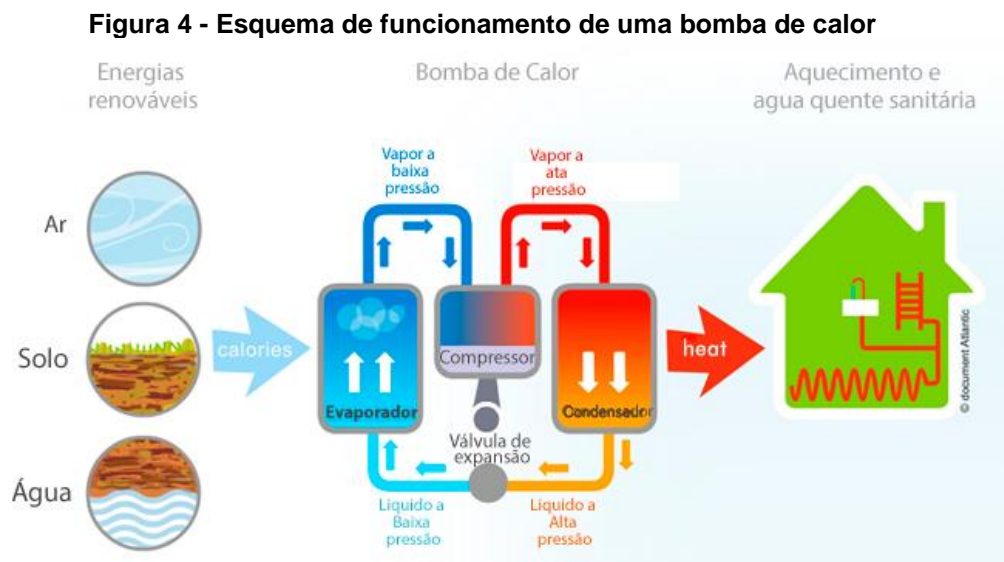 Figura 4 - Esquema de funcionamento de uma bomba de calor
Energias
renováveis
Bomba de Calor
Aquecimento e
agua quente sanitária
Vapor a
baixa
pressão
Vapor a
ata
pressão
Ar
Solo
Água
calories
Evaporador
Compressor
Condensador
heat
Válvula de
expansão
Líquido a
Baixa
pressão
Líquido a
Alta
pressão
© document Atlantic